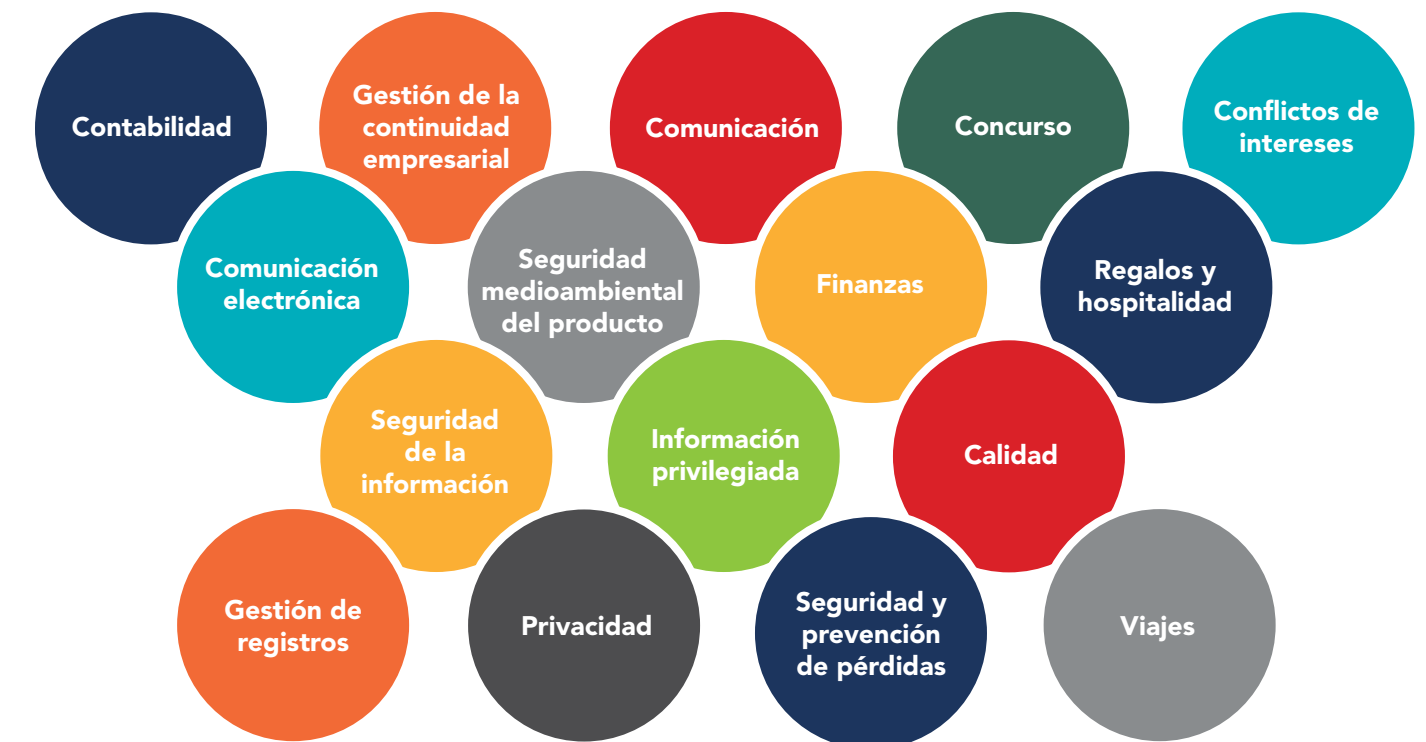 Contabilidad
Gestión de la
continuidad
empresarial
Comunicación
Concurso
Conflictos de
intereses
Comunicación
electrónica
Seguridad
medioambiental
del producto
Finanzas
Regalos y
hospitalidad
Seguridad
de la
información
Información
privilegiada
Calidad
Gestión de
registros
Privacidad
Seguridad y
prevención
de pérdidas
Viajes